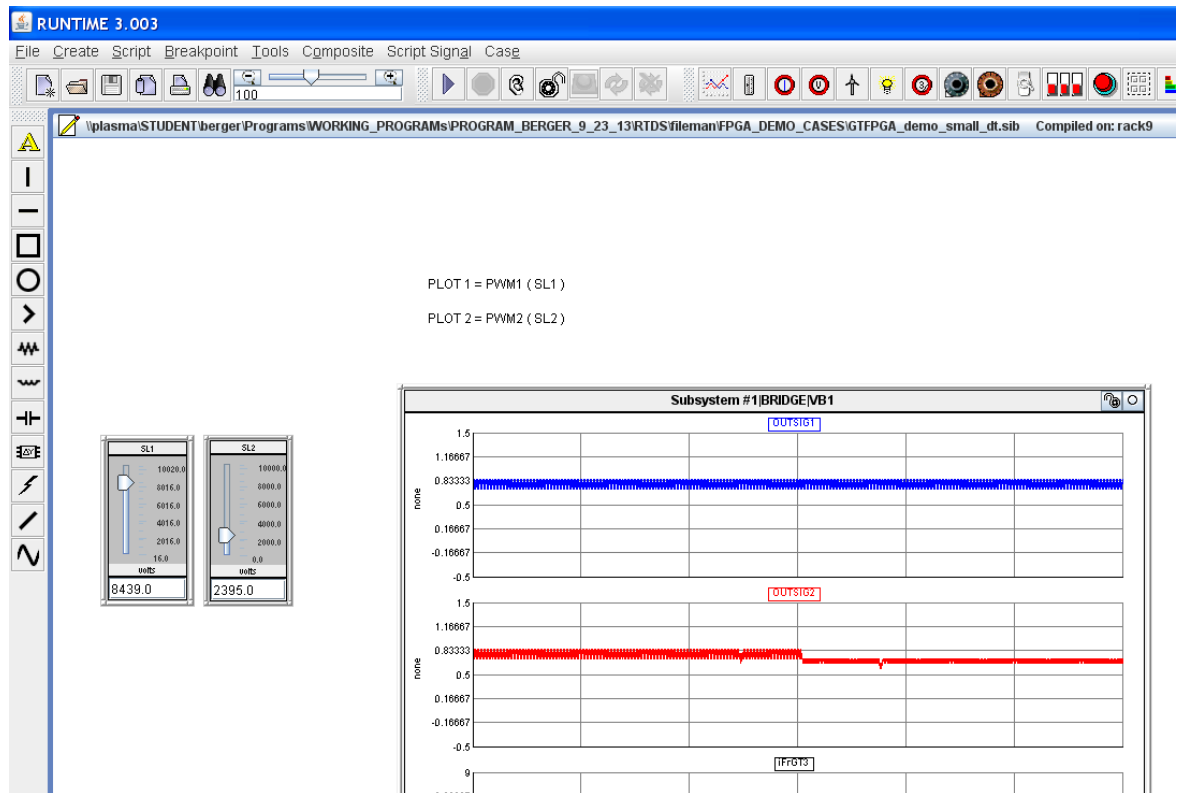 RUNTIME 3.003
File Create Script Breakpoint Tools Composite Script Signal Case
100
\\plasma\STUDENT\berger\Programs\WORKING_PROGRAMs\PROGRAM_BERGER_9_23_13\RTDS\fileman\FPGA_DEMO_CASES\GTFPGA_demo_small_dt.sib Compiled on: rack9
A
PLOT 1 = PWM1 ( SL1 )
PLOT 2 = PWM2 ( SL2 )
Subsystem #1|BRIDGE|VB1
OUTSIG1
1.5
1.16667
0.83333
0.5
0.16667
-0.16667
-0.5
none
SL1
10020.0
8016.0
6016.0
4016.0
2016.0
16.0
volts
8439.0
SL2
10000.0
8000.0
6000.0
4000.0
2000.0
0.0
volts
2395.0
OUTSIG2
1.5
1.16667
0.83333
0.5
0.16667
-0.16667
-0.5
none
iFrGT3
9